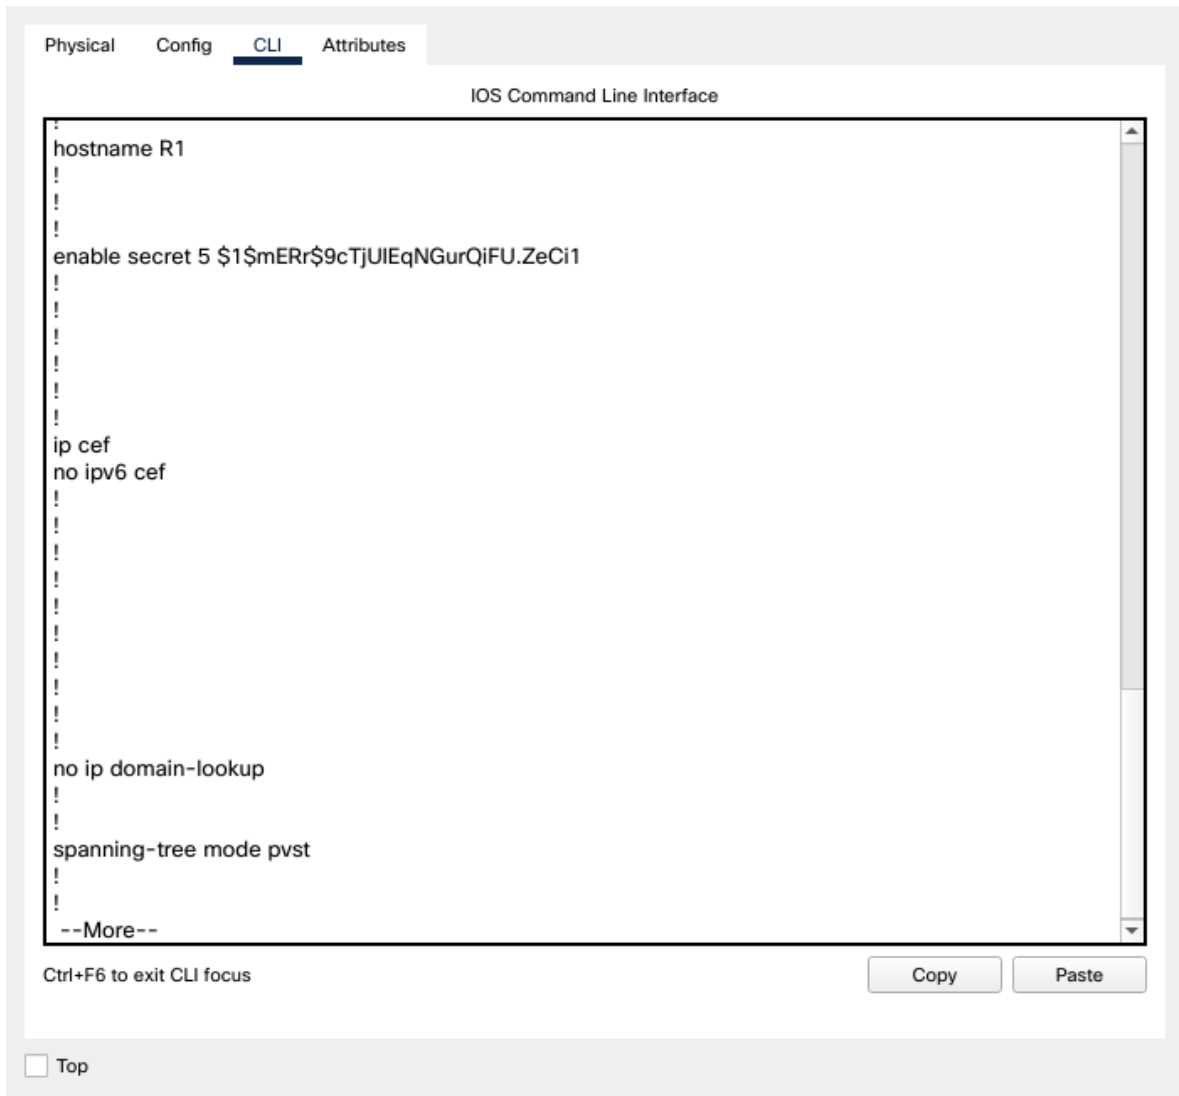 Physical Config CLI Attributes
IOS Command Line Interface
!
hostname R1
!
!
!
enable secret 5 $1$mERr$9cTjUIEqNGurQiFU.ZeCi1
!
!
!
!
!
!
ip cef
no ipv6 cef
!
!
!
!
!
!
!
!
!
!
no ip domain-lookup
!
!
spanning-tree mode pvst
!
!
--More--
Ctrl+F6 to exit CLI focus
Copy Paste
Top